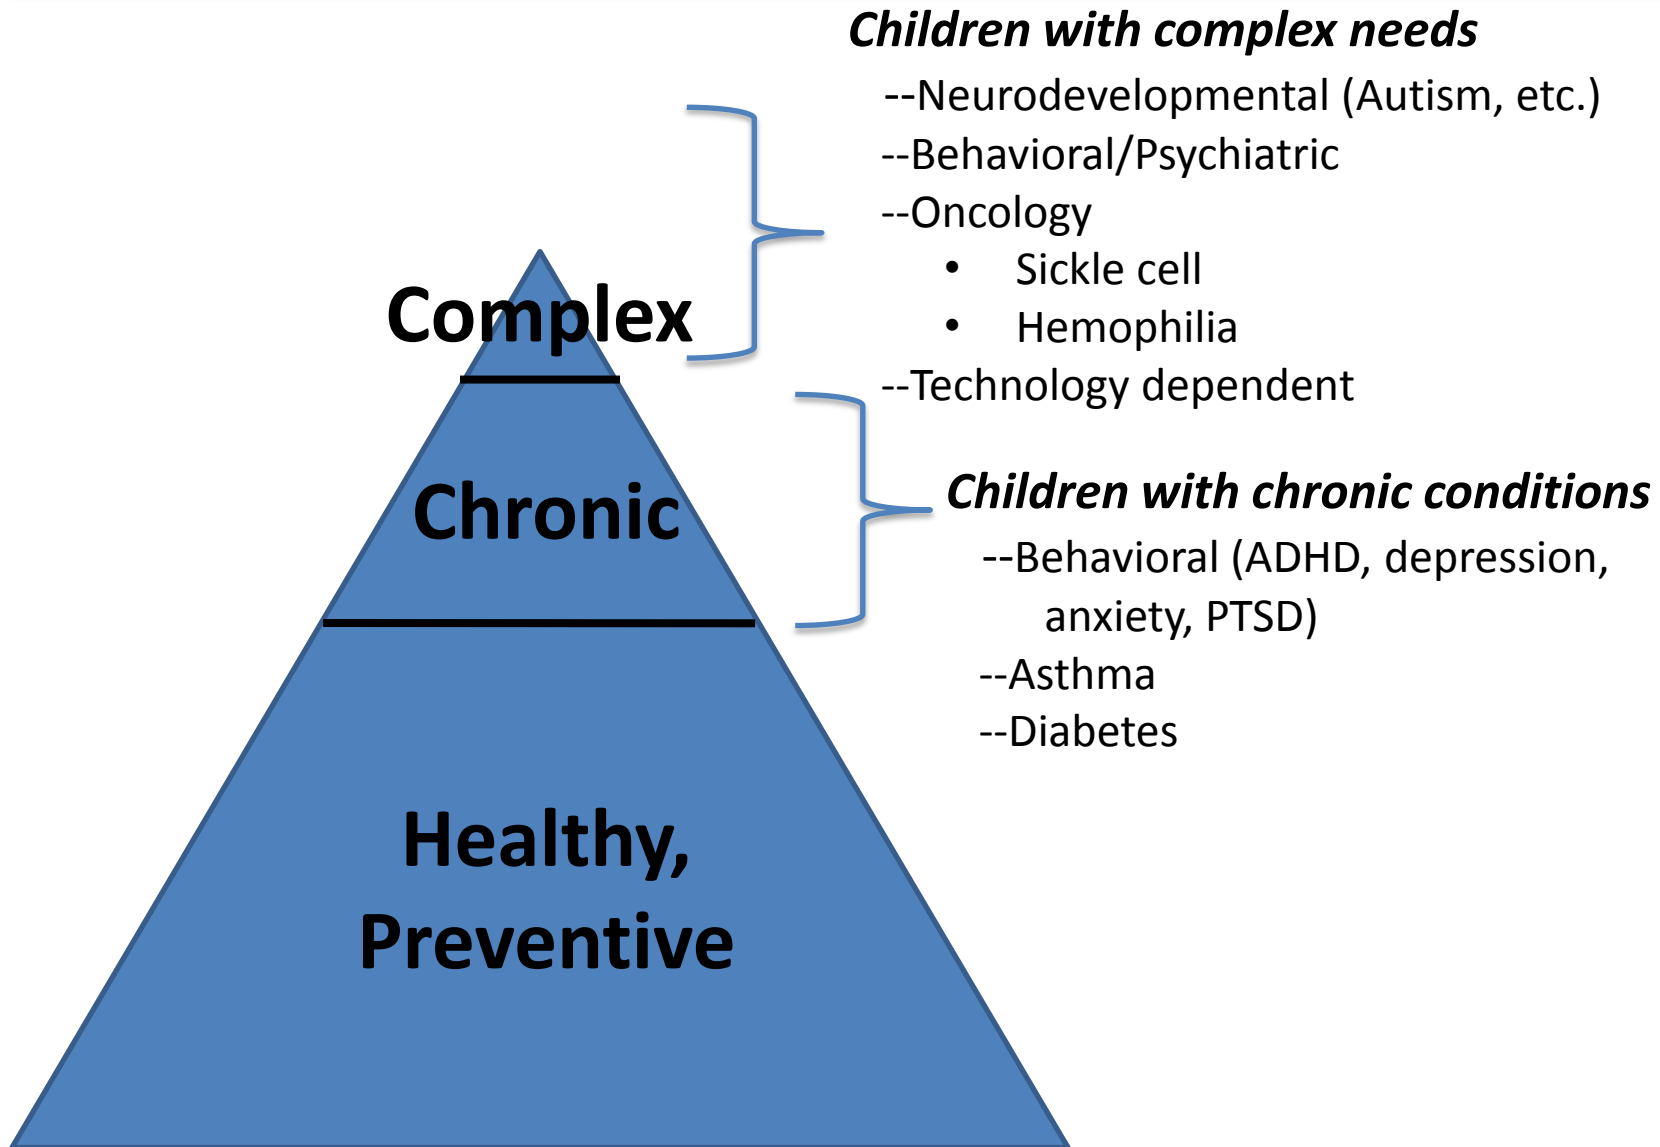 Children with complex needs
--Neurodevelopmental (Autism, etc.)
--Behavioral/Psychiatric
--Oncology
• Sickle cell
• Hemophilia
--Technology dependent
Complex
Children with chronic conditions
--Behavioral (ADHD, depression,
anxiety, PTSD)
--Asthma
--Diabetes
Chronic
Healthy,
Preventive